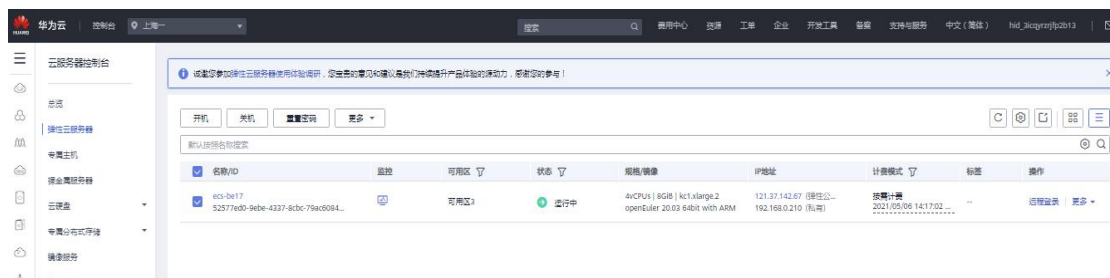 HUAWEI
华为云 控制台 上海一 搜索 费用中心 资源 工单 企业 开发工具 备案 支持与服务 中文（简体） hid_3icqyrzrjfp2b13
云服务器控制台
诚邀您参加弹性云服务器使用体验调研，您宝贵的意见和建议是我们持续提升产品体验的源动力，感谢您的参与！
总览
弹性云服务器
专属主机
裸金属服务器
云硬盘
专属分布式存储
镜像服务
开机 关机 重置密码 更多
默认按照名称搜索
名称/ID 监控 可用区 状态 规格/镜像 IP地址 计费模式 标签 操作
ecs-be17 可用区3 运行中 4vCPUs | 8GiB | kc1.xlarge.2 121.37.142.67 (弹性公... 按需计费 -- 远程登录 更多
52577ed0-9ebe-4337-8cbc-79ac6084... openEuler 20.03 64bit with ARM 192.168.0.210 (私有) 2021/05/06 14:17:02 ...